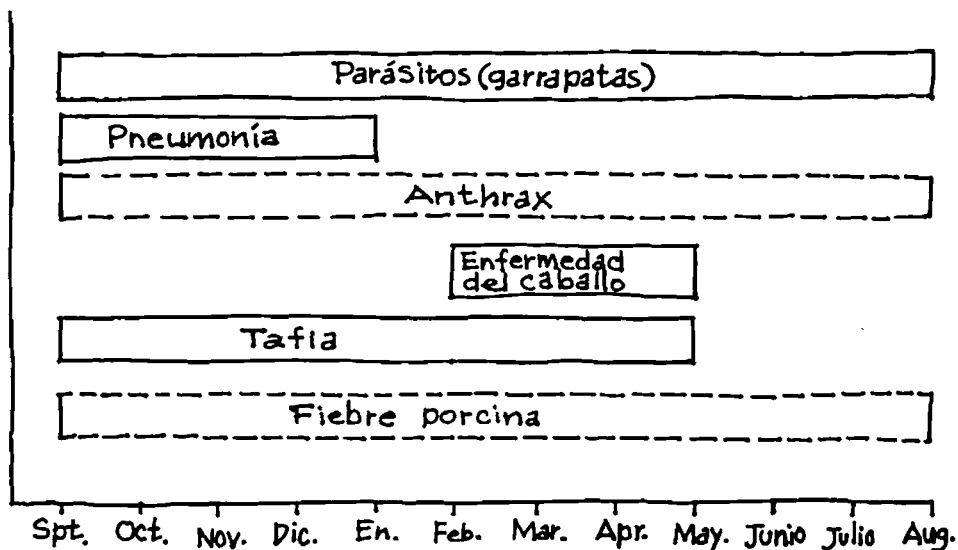 Parásitos (garrapatas)
Pneumonía
Anthrax
Enfermedad
del caballo
Tafia
Fiebre porcina
Spt. Oct. Nov. Dic. En. Feb. Mar. Apr. May. Junio Julio Aug.